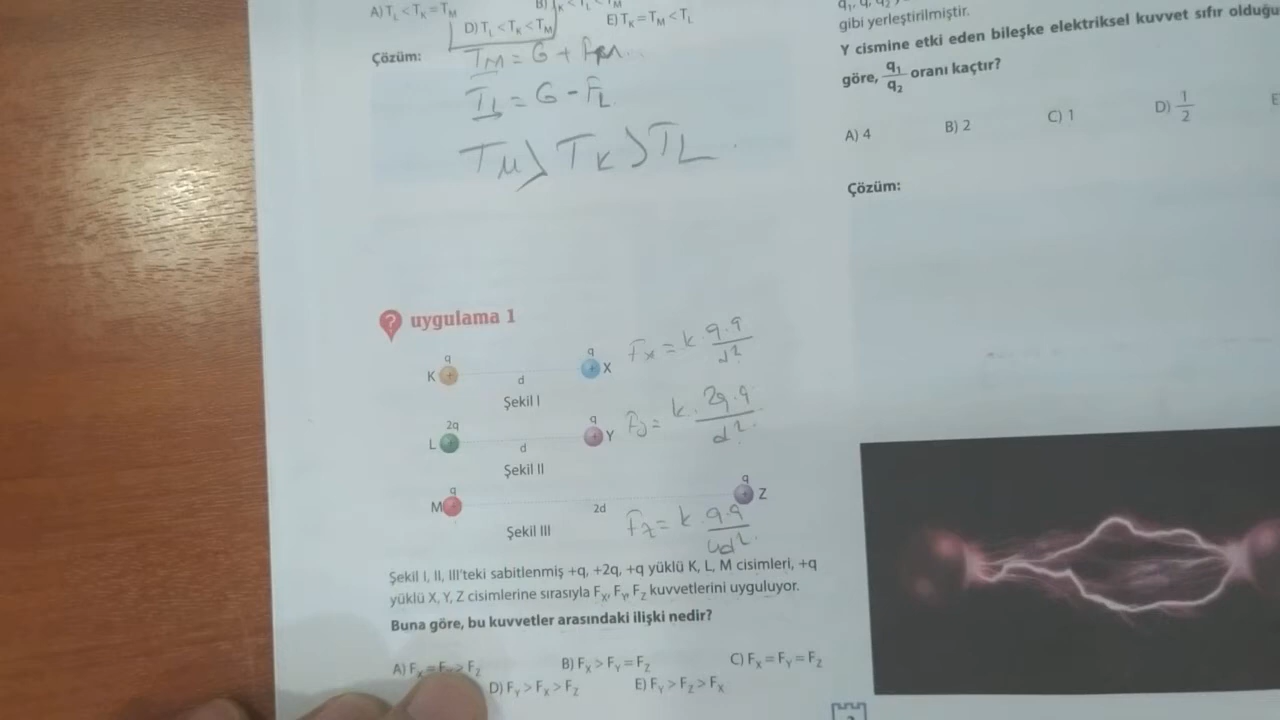 A) T_L < T_K = T_M
D) T_L < T_K < T_M
E) T_K = T_M < T_L
Çözüm:
T_M = G + F_M
T_L = G - F_L
T_M > T_K > T_L
uygulama 1
q
q
K + + X
d
Şekil I
F_X = k q.q / d²
2q
q
L + + Y
d
Şekil II
F_y = k. 2q.q / d²
q
q
M + + Z
2d
Şekil III
F_z = k q.q / 4d²
Şekil I, II, III'teki sabitlenmiş +q, +2q, +q yüklü K, L, M cisimleri, +q
yüklü X, Y, Z cisimlerine sırasıyla F_X, F_Y, F_Z kuvvetlerini uyguluyor.
Buna göre, bu kuvvetler arasındaki ilişki nedir?
B) F_X > F_Y = F_Z
C) F_X = F_Y = F_Z
D) F_Y > F_X > F_Z
E) F_Y > F_Z > F_X
gibi yerleştirilmiştir.
Y cismine etki eden bileşke elektriksel kuvvet sıfır
göre, q₁/q₂ oranı kaçtır?
A) 4
B) 2
C) 1
D) 1/2
Çözüm: